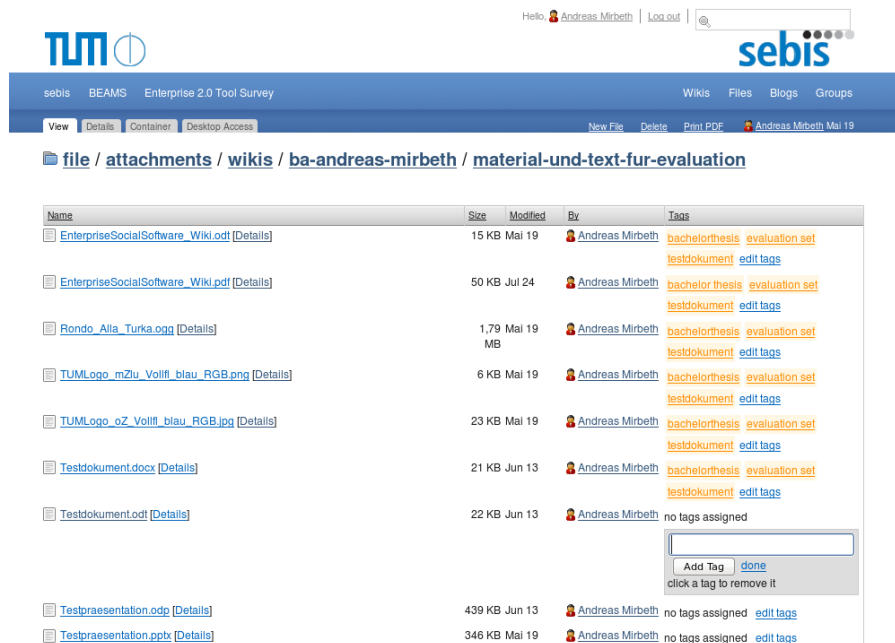 Hello, Andreas Mirbeth Log out
TUM
sebis
sebis BEAMS Enterprise 2.0 Tool Survey Wikis Files Blogs Groups
View Details Container Desktop Access New File Delete Print PDF Andreas Mirbeth Mai 19
file / attachments / wikis / ba-andreas-mirbeth / material-und-text-fur-evaluation
Name Size Modified By Tags
EnterpriseSocialSoftware_Wiki.odt [Details] 15 KB Mai 19 Andreas Mirbeth bachelorthesis evaluation set
testdokument edit tags
EnterpriseSocialSoftware_Wiki.pdf [Details] 50 KB Jul 24 Andreas Mirbeth bachelor thesis evaluation set
testdokument edit tags
Rondo_Alla_Turka.ogg [Details] 1,79 Mai 19 Andreas Mirbeth bachelorthesis evaluation set
MB testdokument edit tags
TUMLogo_mZlu_Vollfl_blau_RGB.png [Details] 6 KB Mai 19 Andreas Mirbeth bachelorthesis evaluation set
testdokument edit tags
TUMLogo_oZ_Vollfl_blau_RGB.jpg [Details] 23 KB Mai 19 Andreas Mirbeth bachelorthesis evaluation set
testdokument edit tags
Testdokument.docx [Details] 21 KB Jun 13 Andreas Mirbeth bachelorthesis evaluation set
testdokument edit tags
Testdokument.odt [Details] 22 KB Jun 13 Andreas Mirbeth no tags assigned
Add Tag done
click a tag to remove it
Testpraesentation.odp [Details] 439 KB Jun 13 Andreas Mirbeth no tags assigned edit tags
Testpraesentation.pptx [Details] 346 KB Mai 19 Andreas Mirbeth no tags assigned edit tags